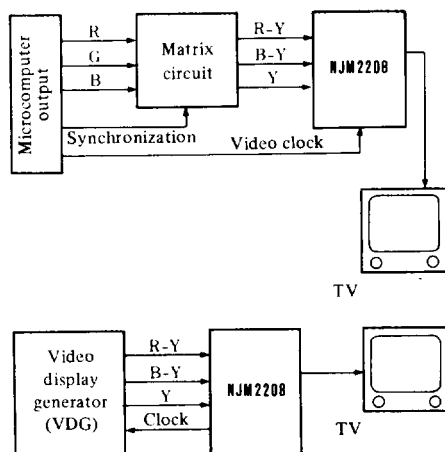 Microcomputer
output
R
G
B
Synchronization
Video clock
Matrix
circuit
R-Y
B-Y
Y
NJM2208
TV
Video
display
generator
(VDG)
R-Y
B-Y
Y
Clock
NJM2208
TV